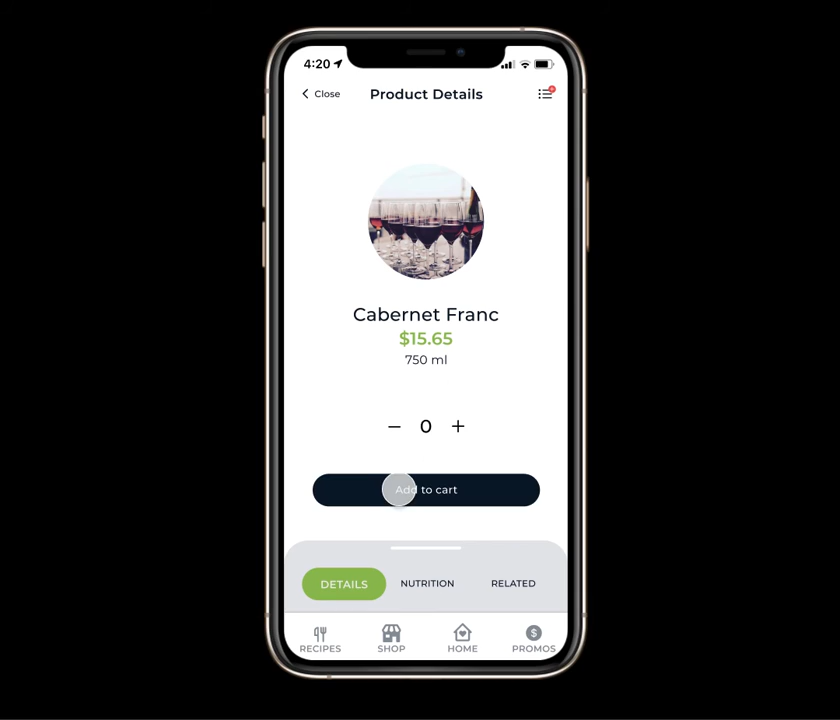 4:20
Close
Product Details
Cabernet Franc
$15.65
750 ml
− 0 +
Add to cart
DETAILS
NUTRITION
RELATED
RECIPES
SHOP
$
HOME
PROMOS